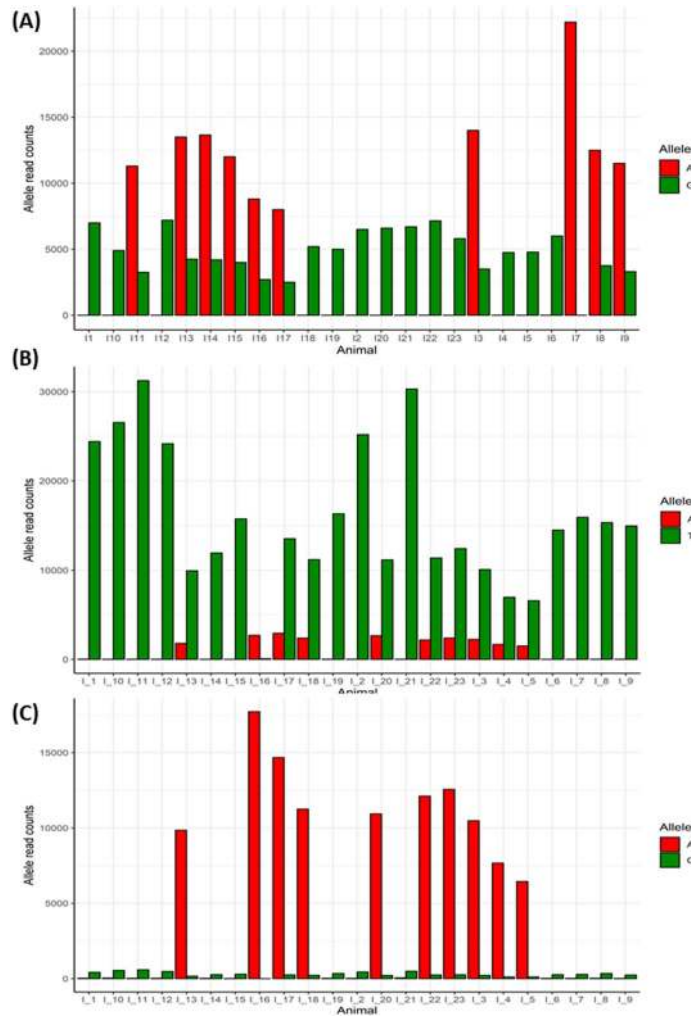 (A)
Allele read counts
20000
15000
10000
5000
0
I1 I10 I11 I12 I13 I14 I15 I16 I17 I18 I19 I2 I20 I21 I22 I23 I3 I4 I5 I6 I7 I8 I9
Animal
Allele
A
(B)
Allele read counts
30000
20000
10000
0
I_1 I_10 I_11 I_12 I_13 I_14 I_15 I_16 I_17 I_18 I_19 I_2 I_20 I_21 I_22 I_23 I_3 I_4 I_5 I_6 I_7 I_8 I_9
Animal
Allele
A
T
(C)
Allele read counts
15000
10000
5000
0
I_1 I_10 I_11 I_12 I_13 I_14 I_15 I_16 I_17 I_18 I_19 I_2 I_20 I_21 I_22 I_23 I_3 I_4 I_5 I_6 I_7 I_8 I_9
Animal
Allele
A